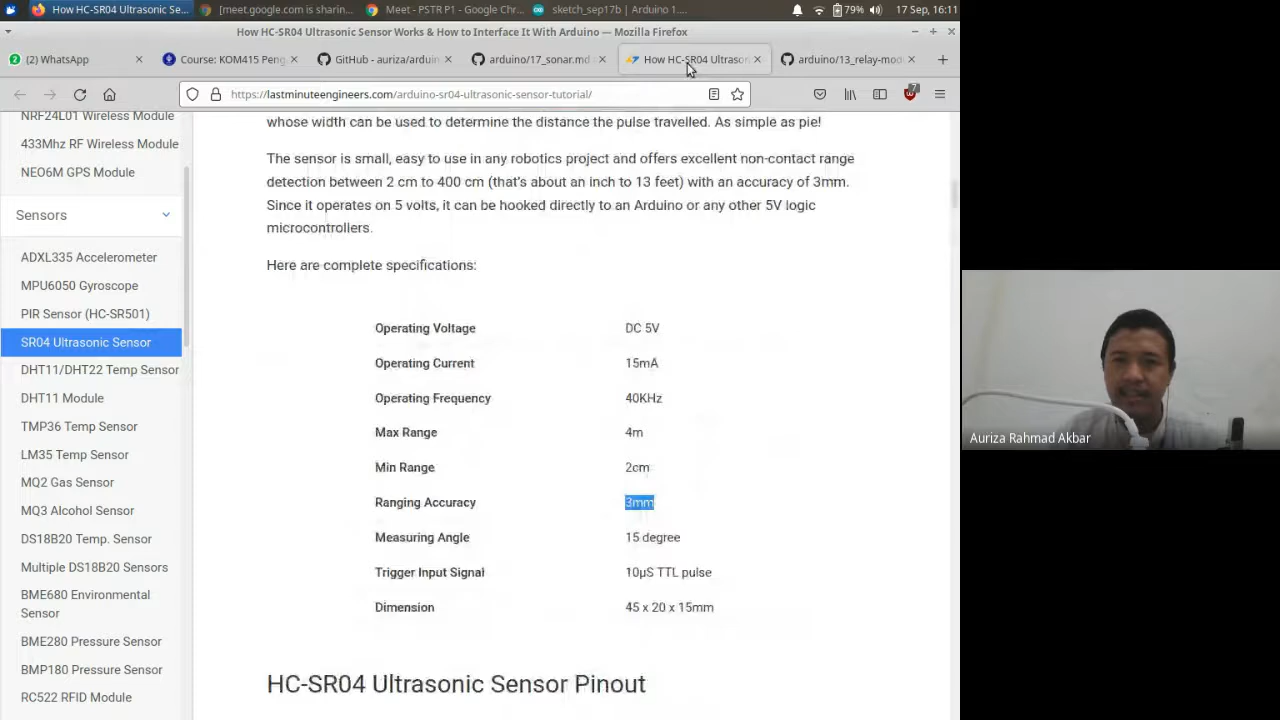 How HC-SR04 Ultrasonic Se...
[meet.google.com is sharin...
Meet - PSTR P1 - Google Chr...
sketch_sep17b | Arduino 1....
79%
17 Sep, 16:11
How HC-SR04 Ultrasonic Sensor Works & How to Interface It With Arduino — Mozilla Firefox
(2) WhatsApp
Course: KOM415 Peng
GitHub - auriza/arduin
arduino/17_sonar.md
How HC-SR04 Ultrason
arduino/13_relay-mod
https://lastminuteengineers.com/arduino-sr04-ultrasonic-sensor-tutorial/
7
NRF24L01 Wireless Module
433Mhz RF Wireless Module
NEO6M GPS Module
Sensors
ADXL335 Accelerometer
MPU6050 Gyroscope
PIR Sensor (HC-SR501)
SR04 Ultrasonic Sensor
DHT11/DHT22 Temp Sensor
DHT11 Module
TMP36 Temp Sensor
LM35 Temp Sensor
MQ2 Gas Sensor
MQ3 Alcohol Sensor
DS18B20 Temp. Sensor
Multiple DS18B20 Sensors
BME680 Environmental
Sensor
BME280 Pressure Sensor
BMP180 Pressure Sensor
RC522 RFID Module
whose width can be used to determine the distance the pulse travelled. As simple as pie!
The sensor is small, easy to use in any robotics project and offers excellent non-contact range
detection between 2 cm to 400 cm (that's about an inch to 13 feet) with an accuracy of 3mm.
Since it operates on 5 volts, it can be hooked directly to an Arduino or any other 5V logic
microcontrollers.
Here are complete specifications:
Operating Voltage DC 5V
Operating Current 15mA
Operating Frequency 40KHz
Max Range 4m
Min Range 2cm
Ranging Accuracy 3mm
Measuring Angle 15 degree
Trigger Input Signal 10µS TTL pulse
Dimension 45 x 20 x 15mm
HC-SR04 Ultrasonic Sensor Pinout
Auriza Rahmad Akbar